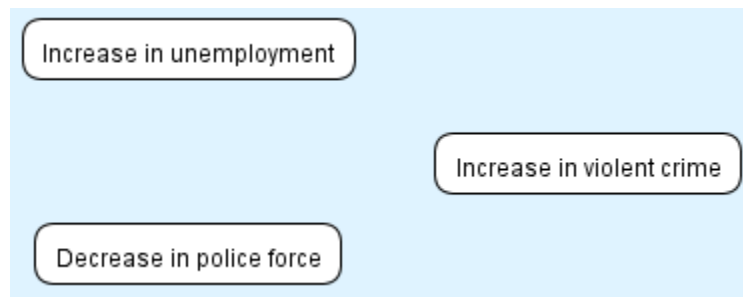 Increase in unemployment
Increase in violent crime
Decrease in police force